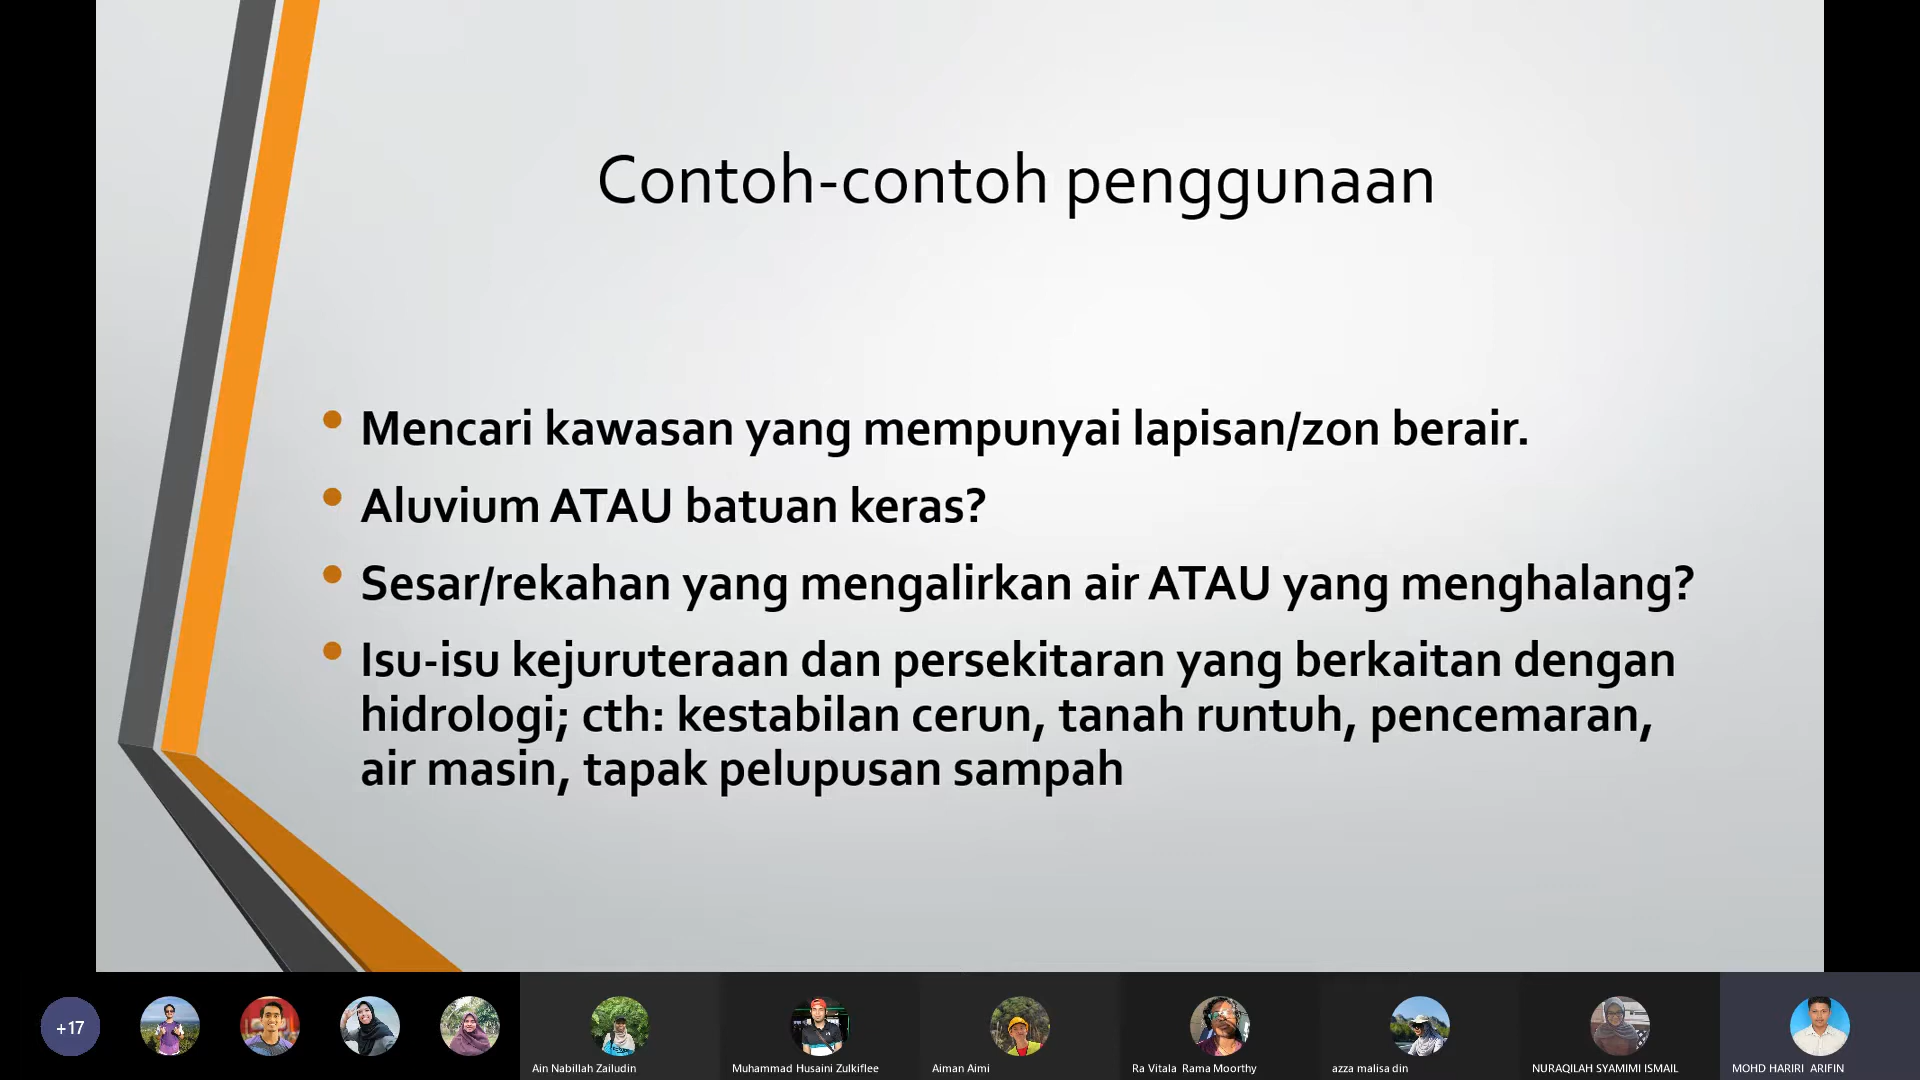 Contoh-contoh penggunaan
Mencari kawasan yang mempunyai lapisan/zon berair.
Aluvium ATAU batuan keras?
Sesar/rekahan yang mengalirkan air ATAU yang menghalang?
Isu-isu kejuruteraan dan persekitaran yang berkaitan dengan
hidrologi; cth: kestabilan cerun, tanah runtuh, pencemaran,
air masin, tapak pelupusan sampah
+17
Ain Nabillah Zailudin
Muhammad Husaini Zulkiflee
Aiman Aimi
Ra Vitala Rama Moorthy
azza malisa din
NURAQILAH SYAMIMI ISMAIL
MOHD HARIRI ARIFIN